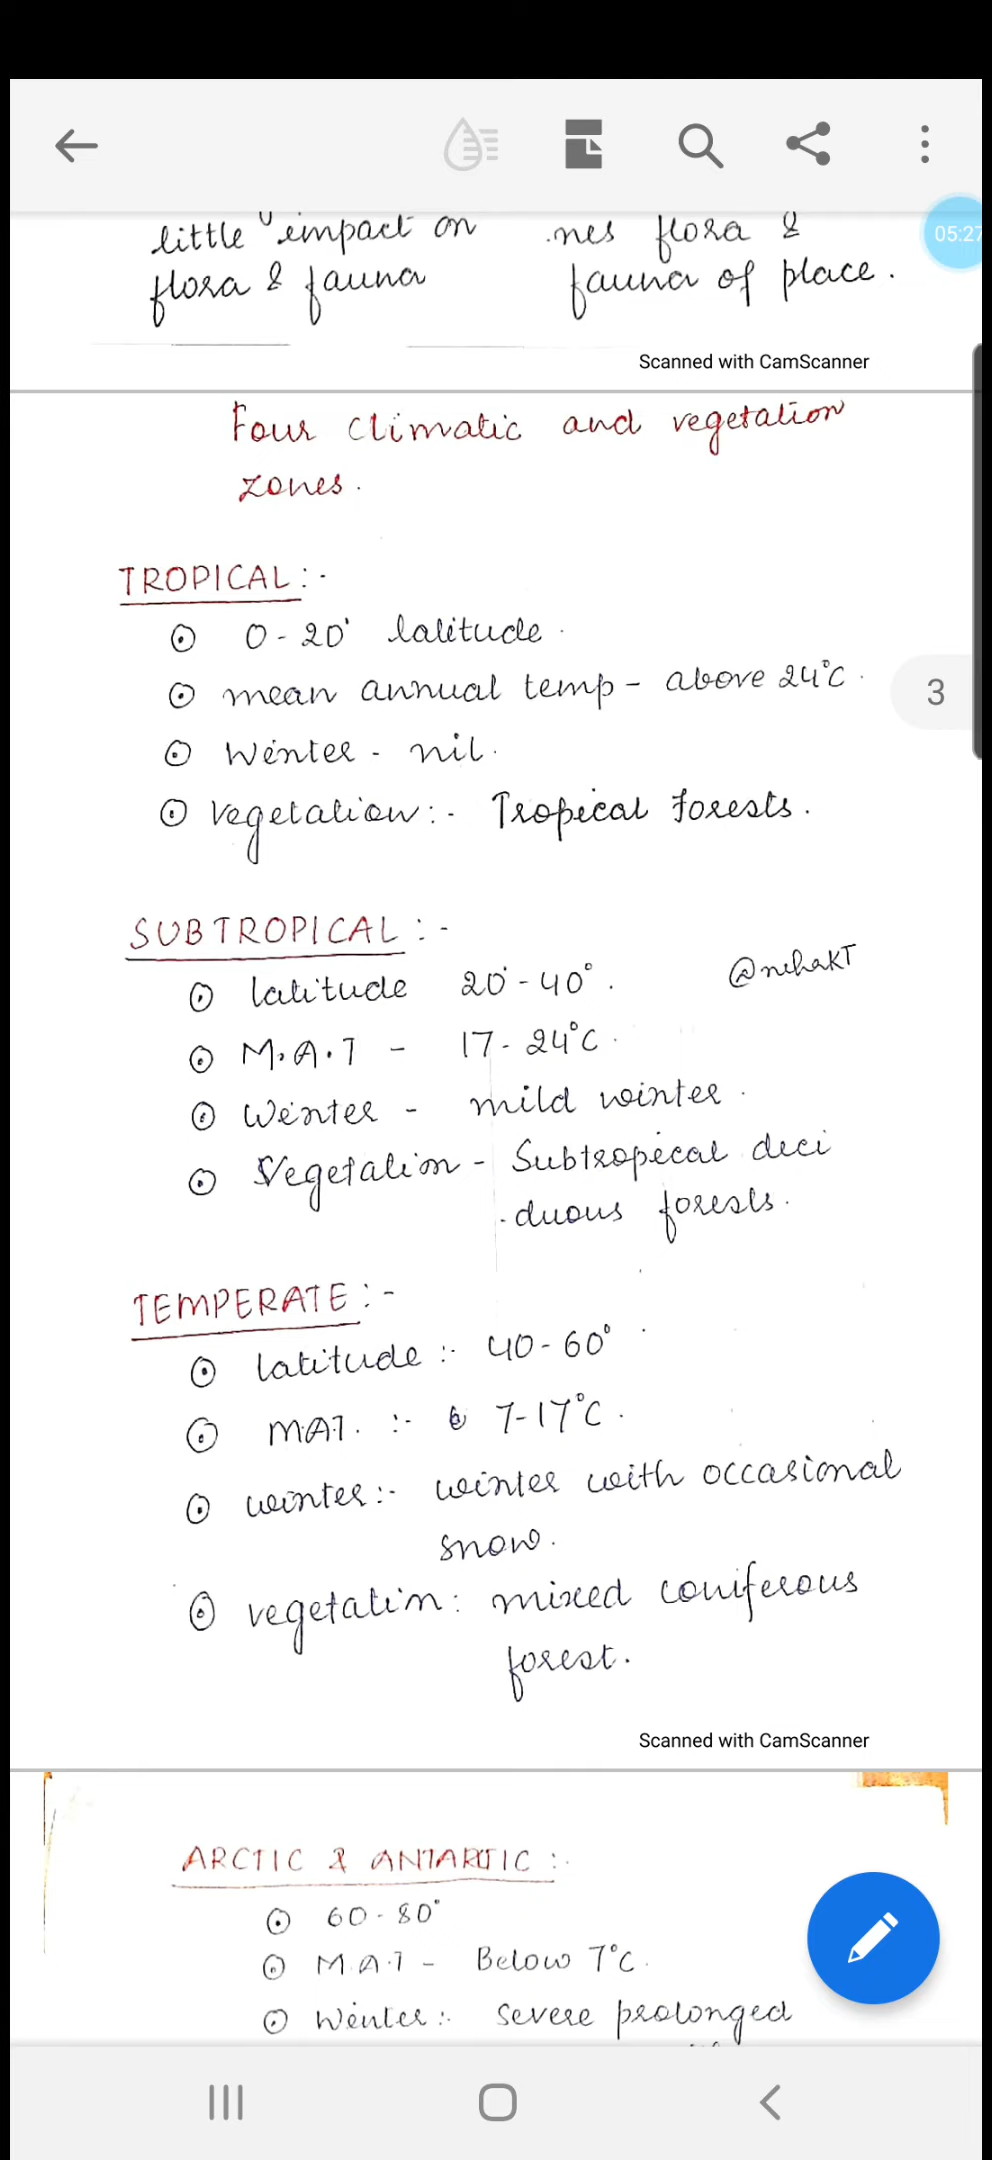 little impact on .nes flora &
flora & fauna fauna of place.
05:27
Scanned with CamScanner
Four climatic and vegetation
zones.
TROPICAL:-
0-20° latitude.
mean annual temp - above 24°C.
3
Winter - nil.
Vegetation:- Tropical forests.
SUBTROPICAL:-
@nehaKT
latitude 20°-40°.
M.A.T - 17-24°C.
Winter - mild winter.
Vegetation - Subtropical deci
.duous forests.
TEMPERATE:-
latitude:- 40-60°
MAT. :- 7-17°C.
winter:- winter with occasional
snow.
vegetation: mixed coniferous
forest.
Scanned with CamScanner
ARCTIC & ANTARCTIC:-
60-80°
M.A.T - Below 7°C.
Winter:- severe prolonged